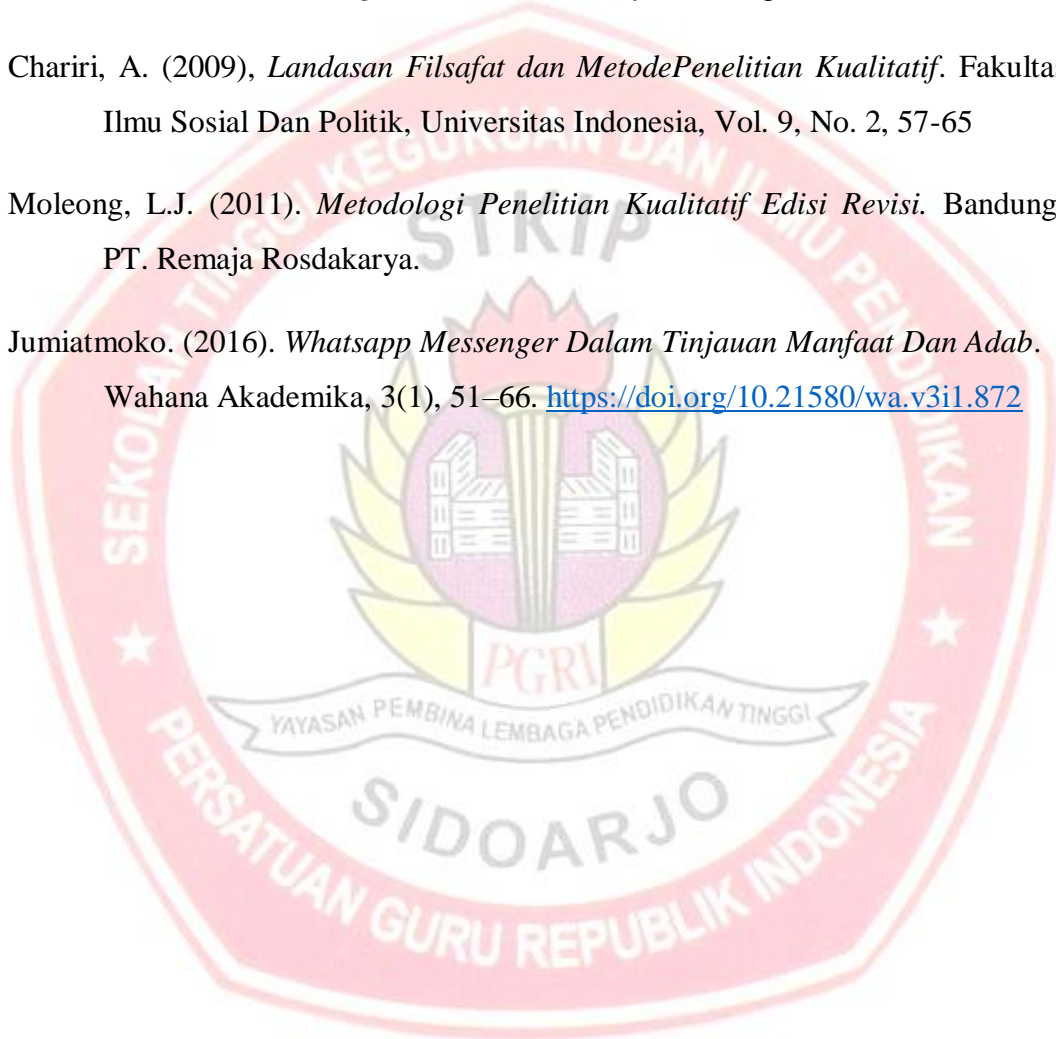 Chariri, A. (2009), Landasan Filsafat dan MetodePenelitian Kualitatif. Fakultas
Ilmu Sosial Dan Politik, Universitas Indonesia, Vol. 9, No. 2, 57-65
Moleong, L.J. (2011). Metodologi Penelitian Kualitatif Edisi Revisi. Bandung
PT. Remaja Rosdakarya.
Jumiatmoko. (2016). Whatsapp Messenger Dalam Tinjauan Manfaat Dan Adab.
Wahana Akademika, 3(1), 51–66. https://doi.org/10.21580/wa.v3i1.872
SEKOLAH TINGGI KEGURUAN DAN ILMU PENDIDIKAN
STKIP
PGRI
YAYASAN PEMBINA LEMBAGA PENDIDIKAN TINGGI
SIDOARJO
PERSATUAN GURU REPUBLIK INDONESIA